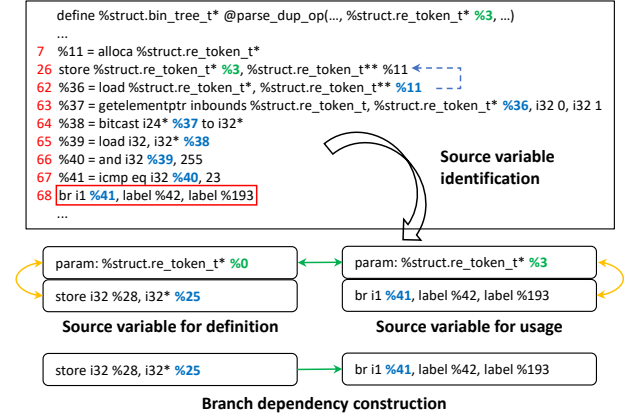 define %struct.bin_tree_t* @parse_dup_op(…, %struct.re_token_t* %3, …)
...
7 %11 = alloca %struct.re_token_t*
26 store %struct.re_token_t* %3, %struct.re_token_t** %11
62 %36 = load %struct.re_token_t*, %struct.re_token_t** %11
63 %37 = getelementptr inbounds %struct.re_token_t, %struct.re_token_t* %36, i32 0, i32 1
64 %38 = bitcast i24* %37 to i32*
65 %39 = load i32, i32* %38
66 %40 = and i32 %39, 255
67 %41 = icmp eq i32 %40, 23
68 br i1 %41, label %42, label %193
...
Source variable
identification
param: %struct.re_token_t* %0
store i32 %28, i32* %25
Source variable for definition
param: %struct.re_token_t* %3
br i1 %41, label %42, label %193
Source variable for usage
store i32 %28, i32* %25
br i1 %41, label %42, label %193
Branch dependency construction